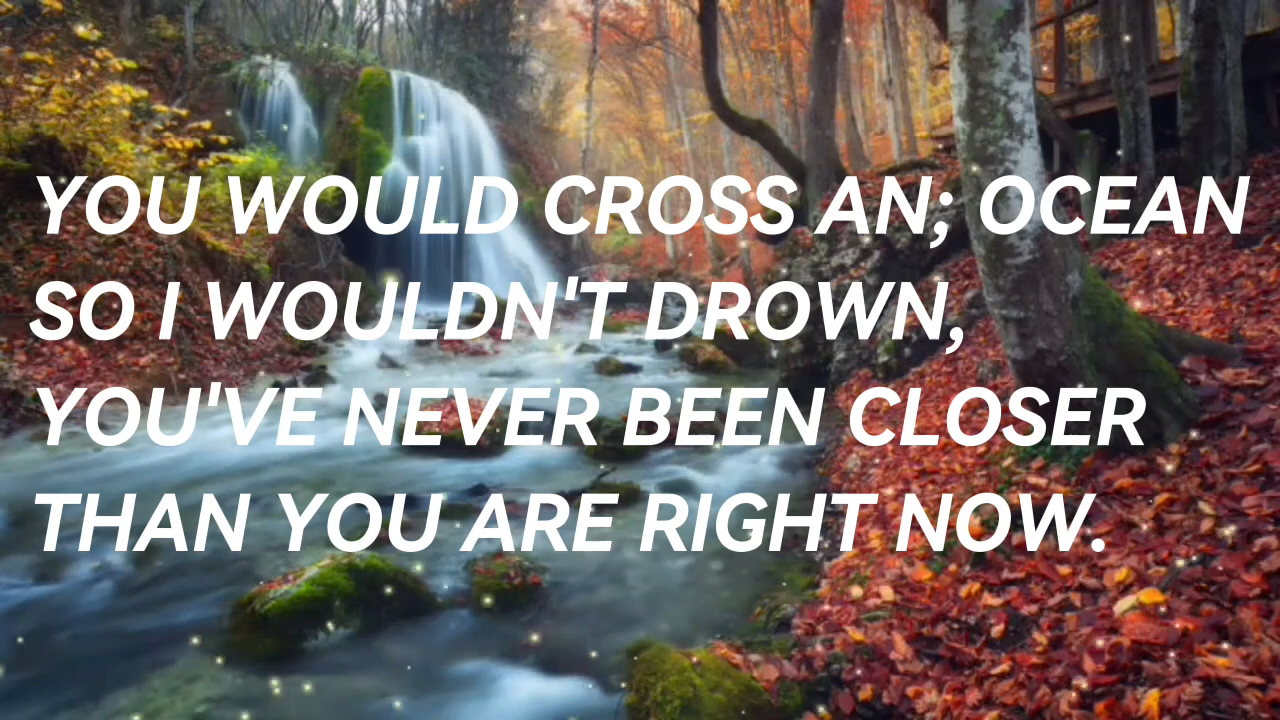 YOU WOULD CROSS AN; OCEAN
SO I WOULDN'T DROWN,
YOU'VE NEVER BEEN CLOSER
THAN YOU ARE RIGHT NOW.